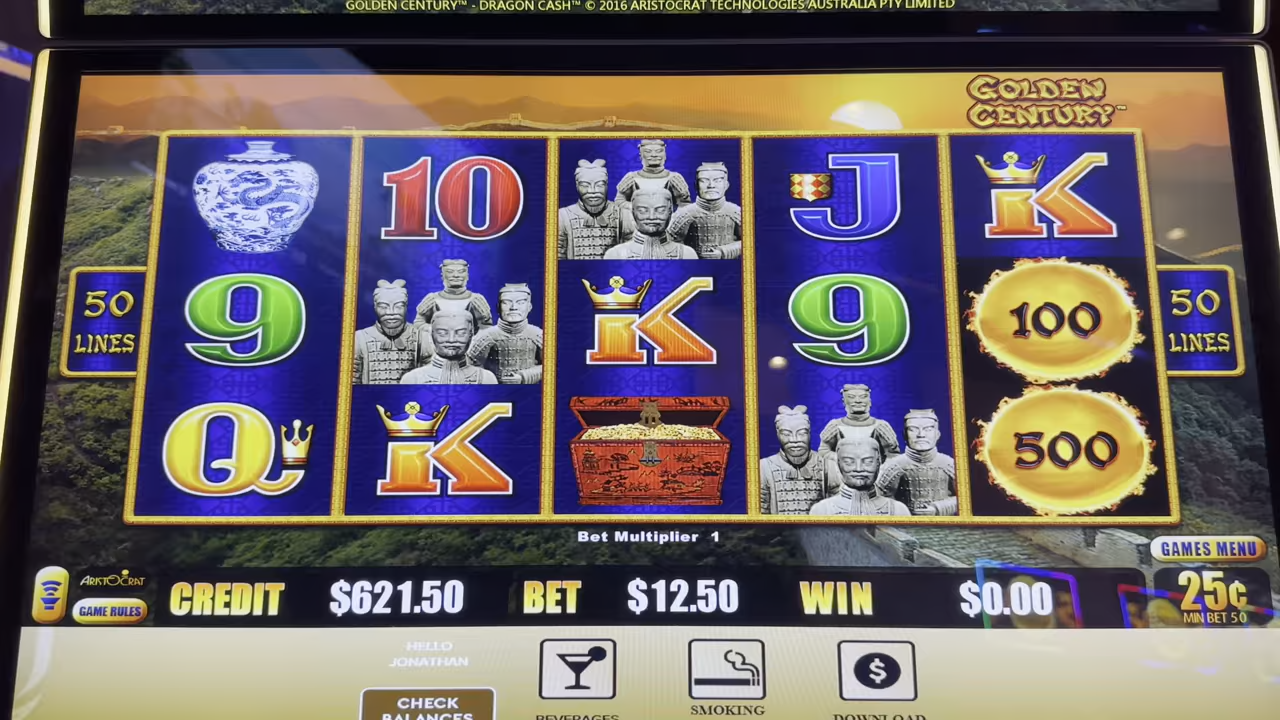 GOLDEN CENTURY™ - DRAGON CASH™ © 2016 ARISTOCRAT TECHNOLOGIES AUSTRALIA PTY LIMITED
GOLDEN
CENTURY™
10
J
K
50
LINES
9
K
9
100
50
LINES
Q
K
500
Bet Multiplier 1
GAMES MENU
ARISTOCRAT
GAME RULES
CREDIT $621.50 BET $12.50 WIN $0.00
25¢
MIN BET 50
HELLO
JONATHAN
CHECK
BALANCES
BEVERAGES
SMOKING
DOWNLOAD